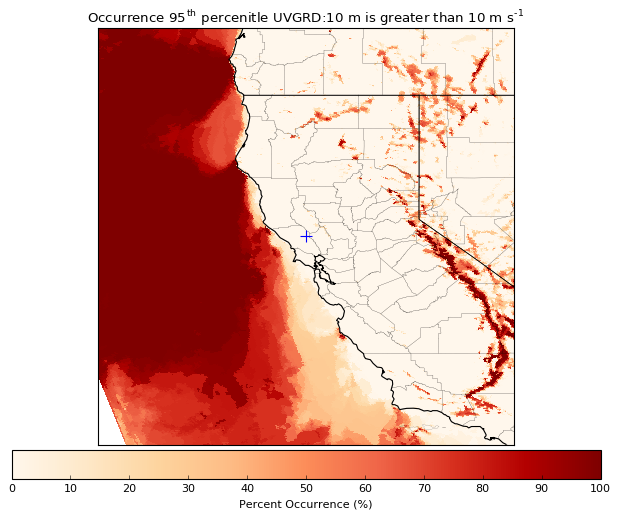 Occurrence 95th percenitle UVGRD:10 m is greater than 10 m s-1
0 10 20 30 40 50 60 70 80 90 100
Percent Occurrence (%)